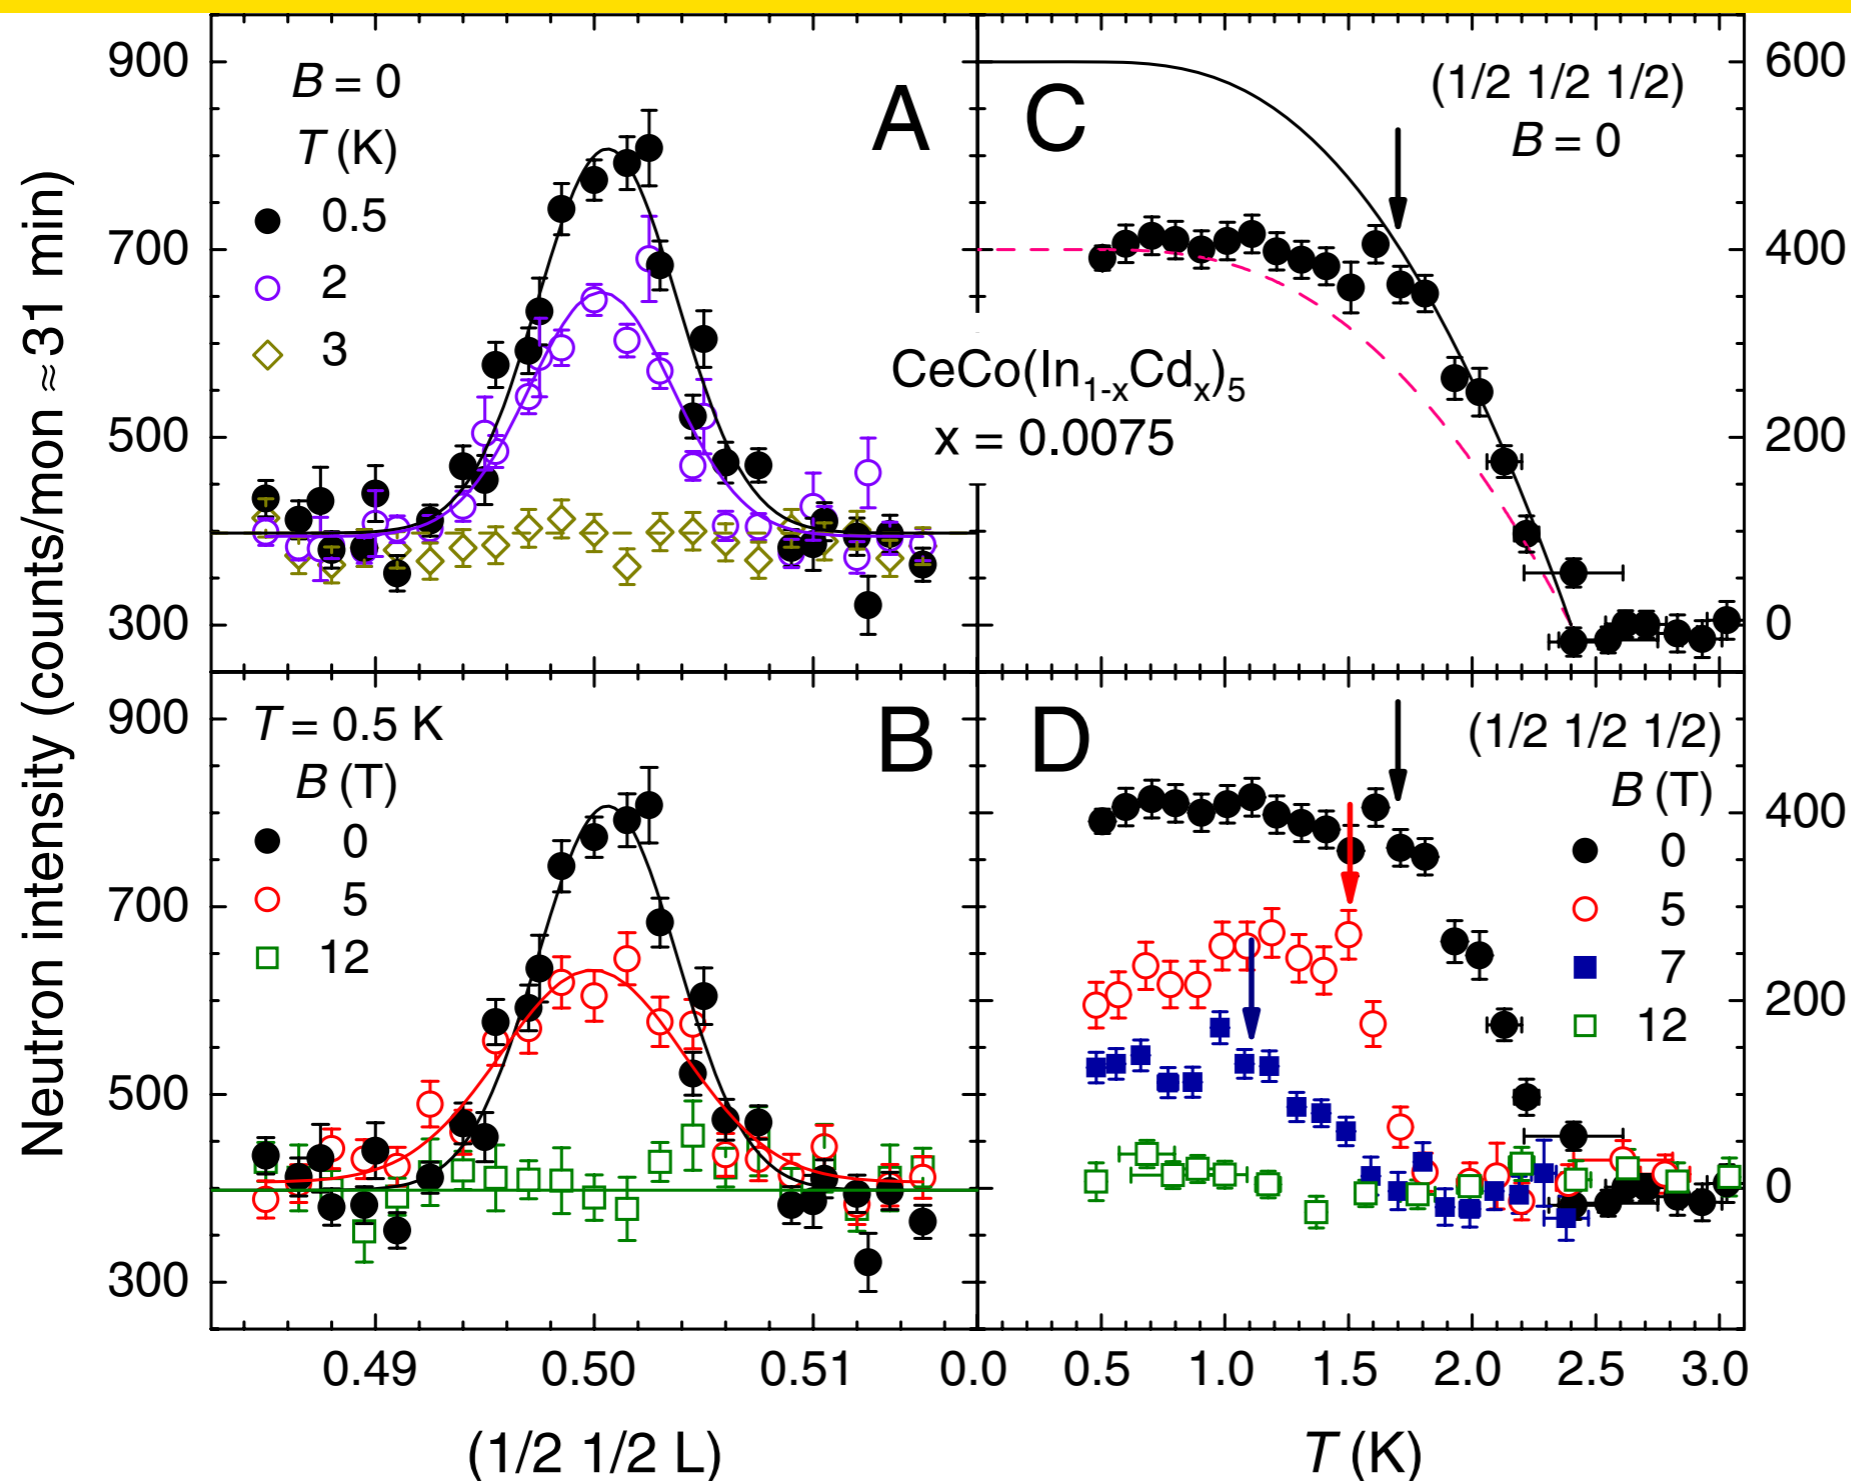 Neutron intensity (counts/mon ≈31 min)
900
700
500
300
B = 0
T (K)
0.5
2
3
A
C
(1/2 1/2 1/2)
B = 0
600
400
200
0
CeCo(In1-xCdx)5
x = 0.0075
900
700
500
300
T = 0.5 K
B (T)
0
5
12
B
D
(1/2 1/2 1/2)
B (T)
0
5
7
12
400
200
0
0.49 0.50 0.51 0.0 0.5 1.0 1.5 2.0 2.5 3.0
(1/2 1/2 L) T (K)